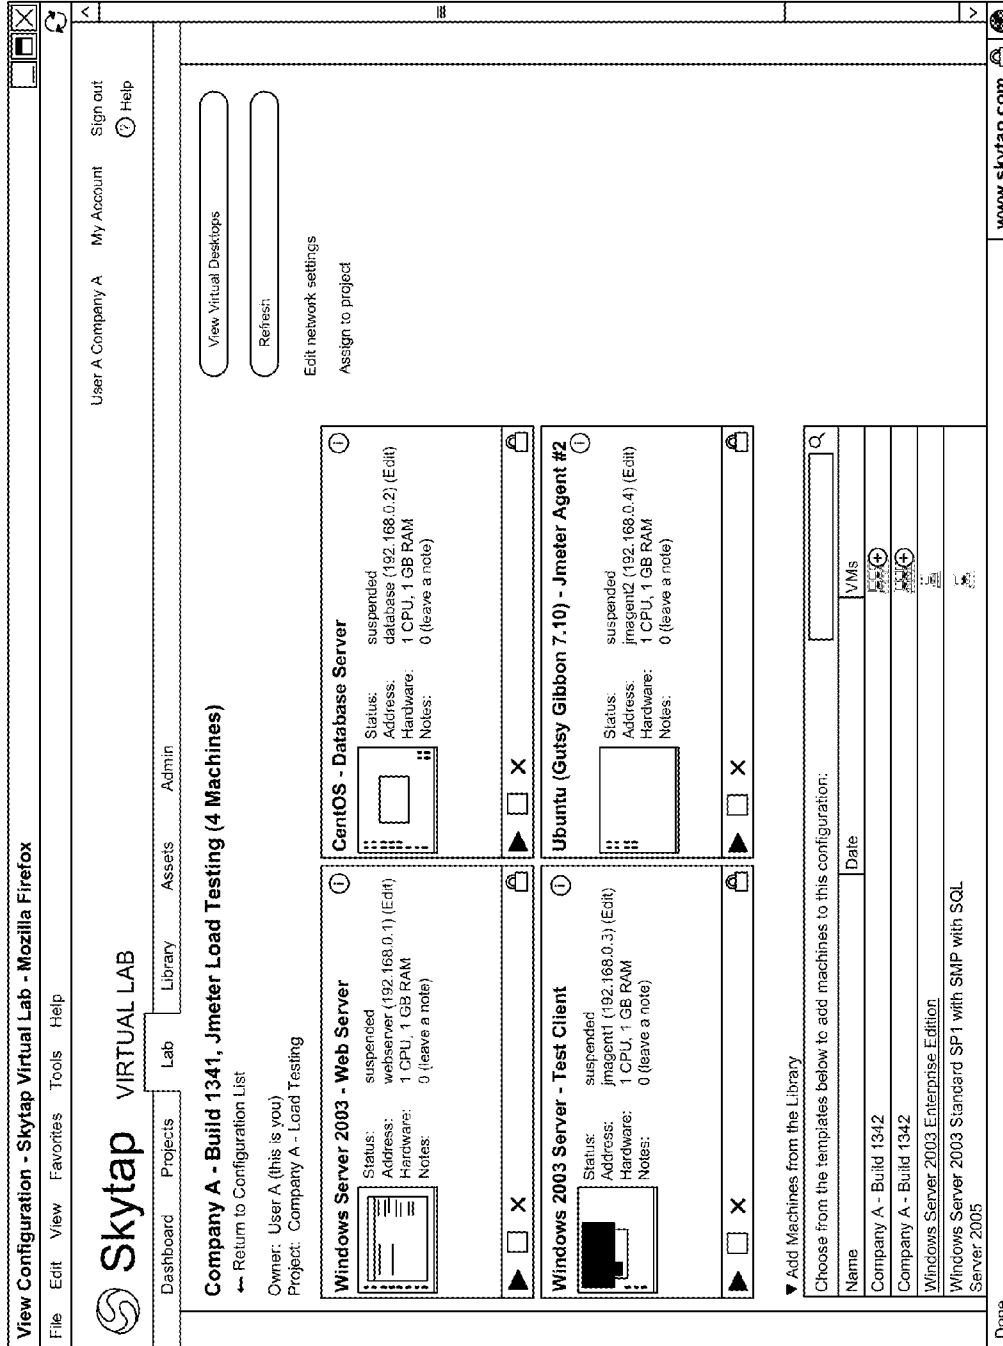 View Configuration - Skytap Virtual Lab - Mozilla Firefox
File Edit View Favorites Tools Help
Skytap VIRTUAL LAB
User A Company A My Account Sign out
? Help
Dashboard Projects Lab Library Assets Admin
Company A - Build 1341, Jmeter Load Testing (4 Machines)
Return to Configuration List
Owner: User A (this is you)
Project: Company A - Load Testing
View Virtual Desktops
Refresh
Edit network settings
Assign to project
Windows Server 2003 - Web Server
Status: suspended
Address: webserver (192.168.0.1) (Edit)
Hardware: 1 CPU, 1 GB RAM
Notes: 0 (leave a note)
CentOS - Database Server
Status: suspended
Address: database (192.168.0.2) (Edit)
Hardware: 1 CPU, 1 GB RAM
Notes: 0 (leave a note)
Windows 2003 Server - Test Client
Status: suspended
Address: jmagent1 (192.168.0.3) (Edit)
Hardware: 1 CPU, 1 GB RAM
Notes: 0 (leave a note)
Ubuntu (Gutsy Gibbon 7.10) - Jmeter Agent #2
Status: suspended
Address: jmagent2 (192.168.0.4) (Edit)
Hardware: 1 CPU, 1 GB RAM
Notes: 0 (leave a note)
Add Machines from the Library
Choose from the templates below to add machines to this configuration:
Name Date VMs
Company A - Build 1342
Company A - Build 1342
Windows Server 2003 Enterprise Edition
Windows Server 2003 Standard SP1 with SMP with SQL
Server 2005
Done www.skytap.com